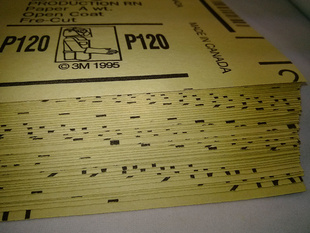 PRODUCTION RN
Paper A wt.
Open Coat
Fre-Cut
P120
P120
© 3M 1995
MADE IN CANADA